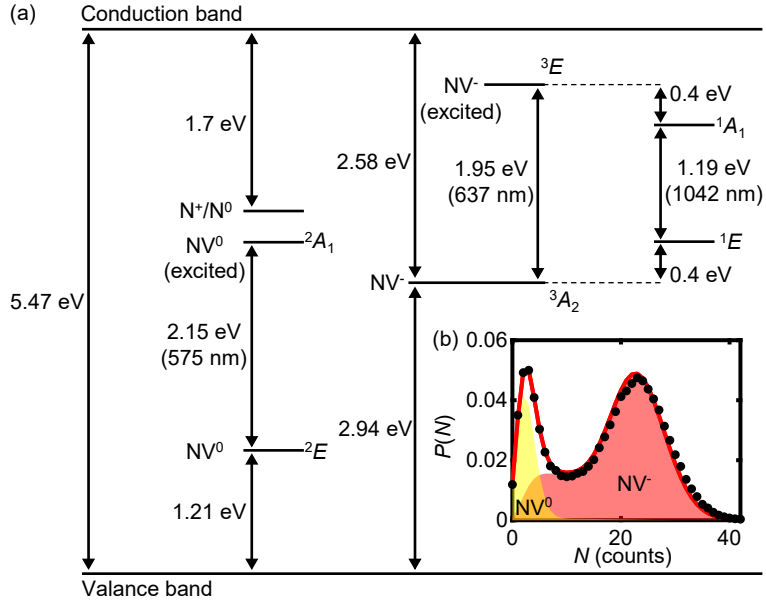 (a)
Conduction band
5.47 eV
1.7 eV
N⁺/N⁰
NV⁰
(excited)
²A₁
2.15 eV
(575 nm)
NV⁰
²E
1.21 eV
2.58 eV
NV⁻
³A₂
2.94 eV
³E
NV⁻
(excited)
1.95 eV
(637 nm)
0.4 eV
¹A₁
1.19 eV
(1042 nm)
¹E
0.4 eV
(b)
0.06
0.04
0.02
0
P(N)
NV⁰
NV⁻
0
20
40
N (counts)
Valance band